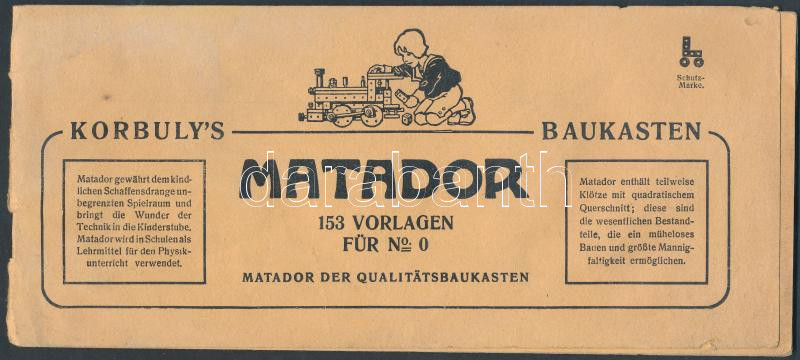 Schutz-
Marke.
KORBULY'S BAUKASTEN
MATADOR
153 VORLAGEN
FÜR No. 0
MATADOR DER QUALITÄTSBAUKASTEN
Matador gewährt dem kind-
lichen Schaffensdrange un-
begrenzten Spielraum und
bringt die Wunder der
Technik in die Kinderstube.
Matador wird in Schulen als
Lehrmittel für den Physik-
unterricht verwendet.
Matador enthält teilweise
Klötze mit quadratischem
Querschnitt; diese sind
die wesentlichen Bestand-
teile, die ein müheloses
Bauen und größte Mannig-
faltigkeit ermöglichen.
darabanth.com